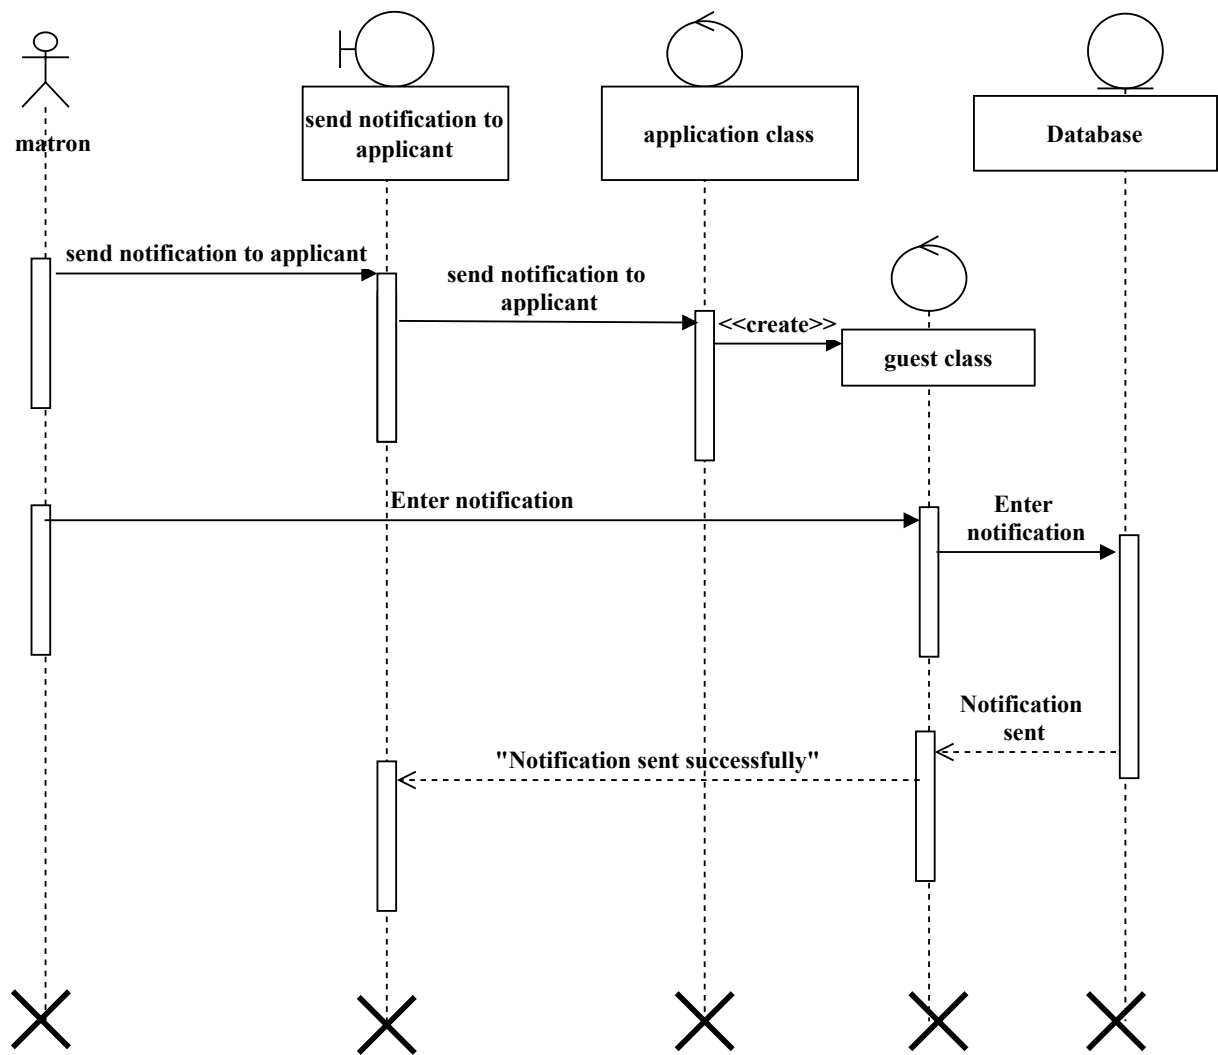 matron
send notification to
applicant
application class
Database
send notification to applicant
send notification to
applicant
<<create>>
guest class
Enter notification
Enter
notification
Notification
sent
"Notification sent successfully"